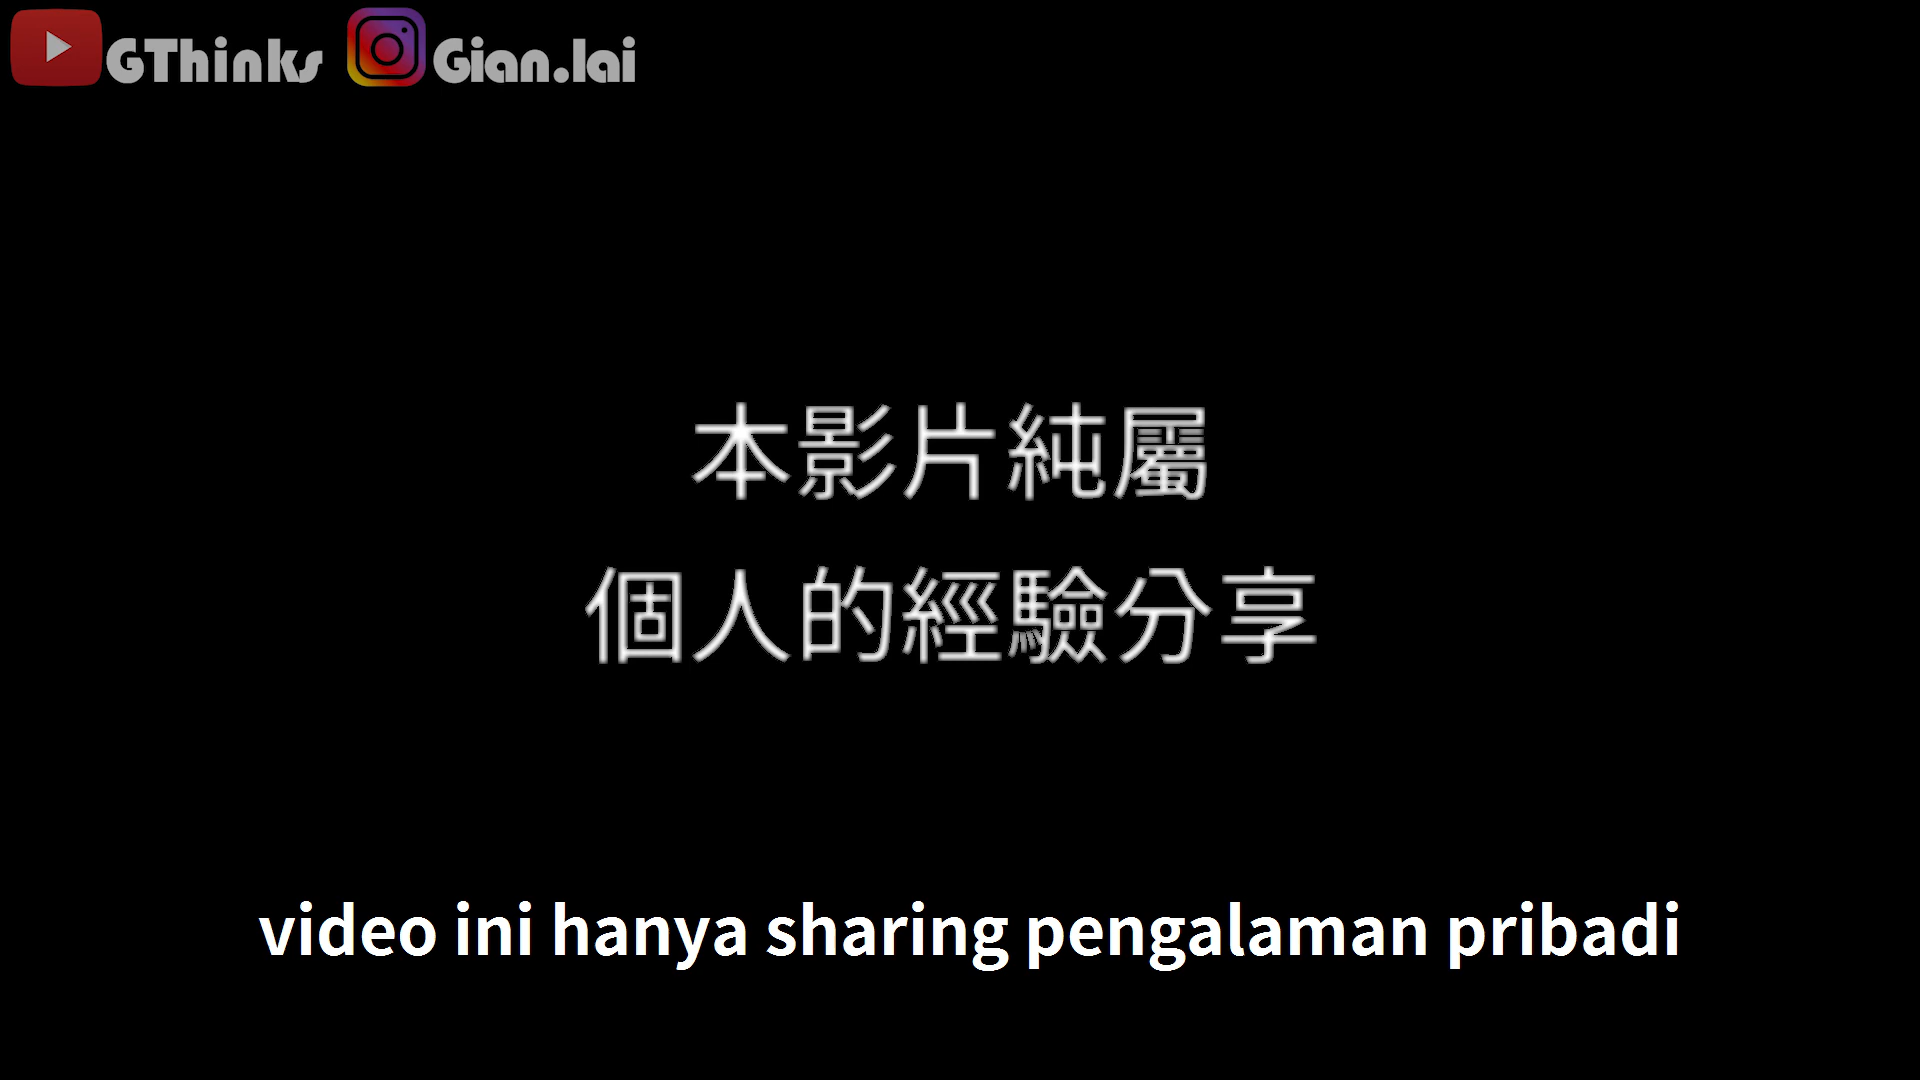 GThinks Gian.lai
本影片純屬
個人的經驗分享
video ini hanya sharing pengalaman pribadi